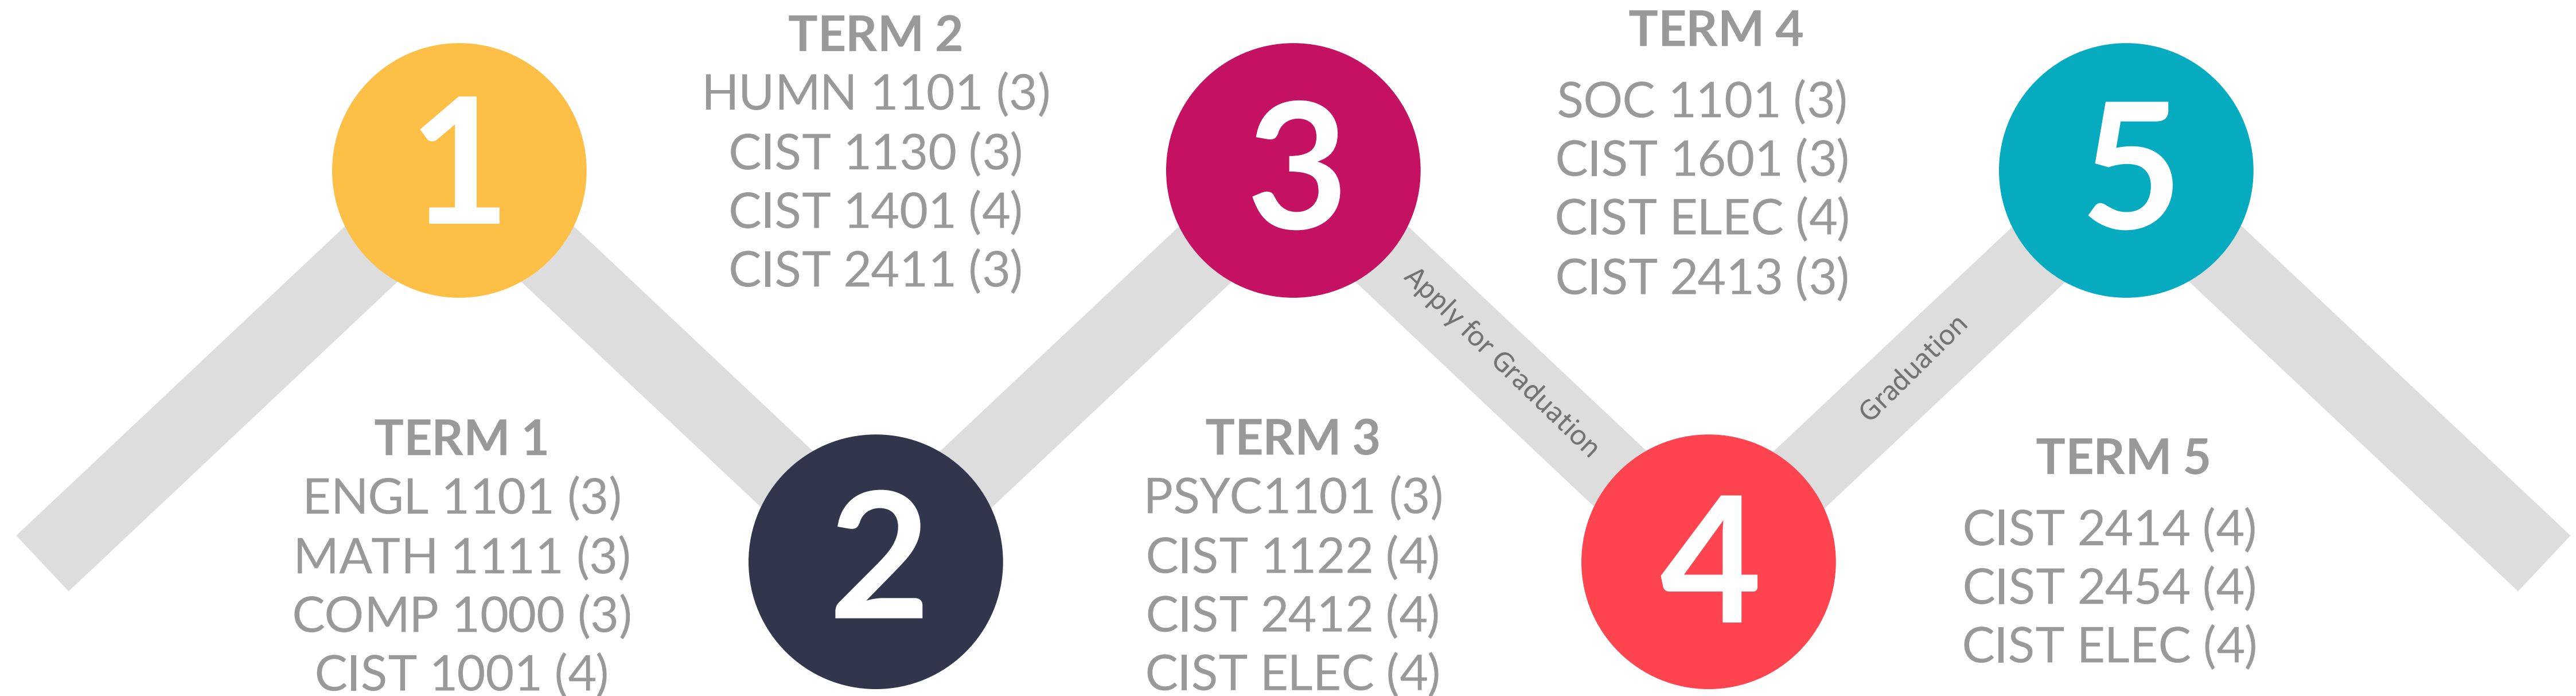 1
TERM 1
ENGL 1101 (3)
MATH 1111 (3)
COMP 1000 (3)
CIST 1001 (4)
TERM 2
HUMN 1101 (3)
CIST 1130 (3)
CIST 1401 (4)
CIST 2411 (3)
2
3
TERM 3
PSYC1101 (3)
CIST 1122 (4)
CIST 2412 (4)
CIST ELEC (4)
Apply for Graduation
TERM 4
SOC 1101 (3)
CIST 1601 (3)
CIST ELEC (4)
CIST 2413 (3)
4
Graduation
5
TERM 5
CIST 2414 (4)
CIST 2454 (4)
CIST ELEC (4)